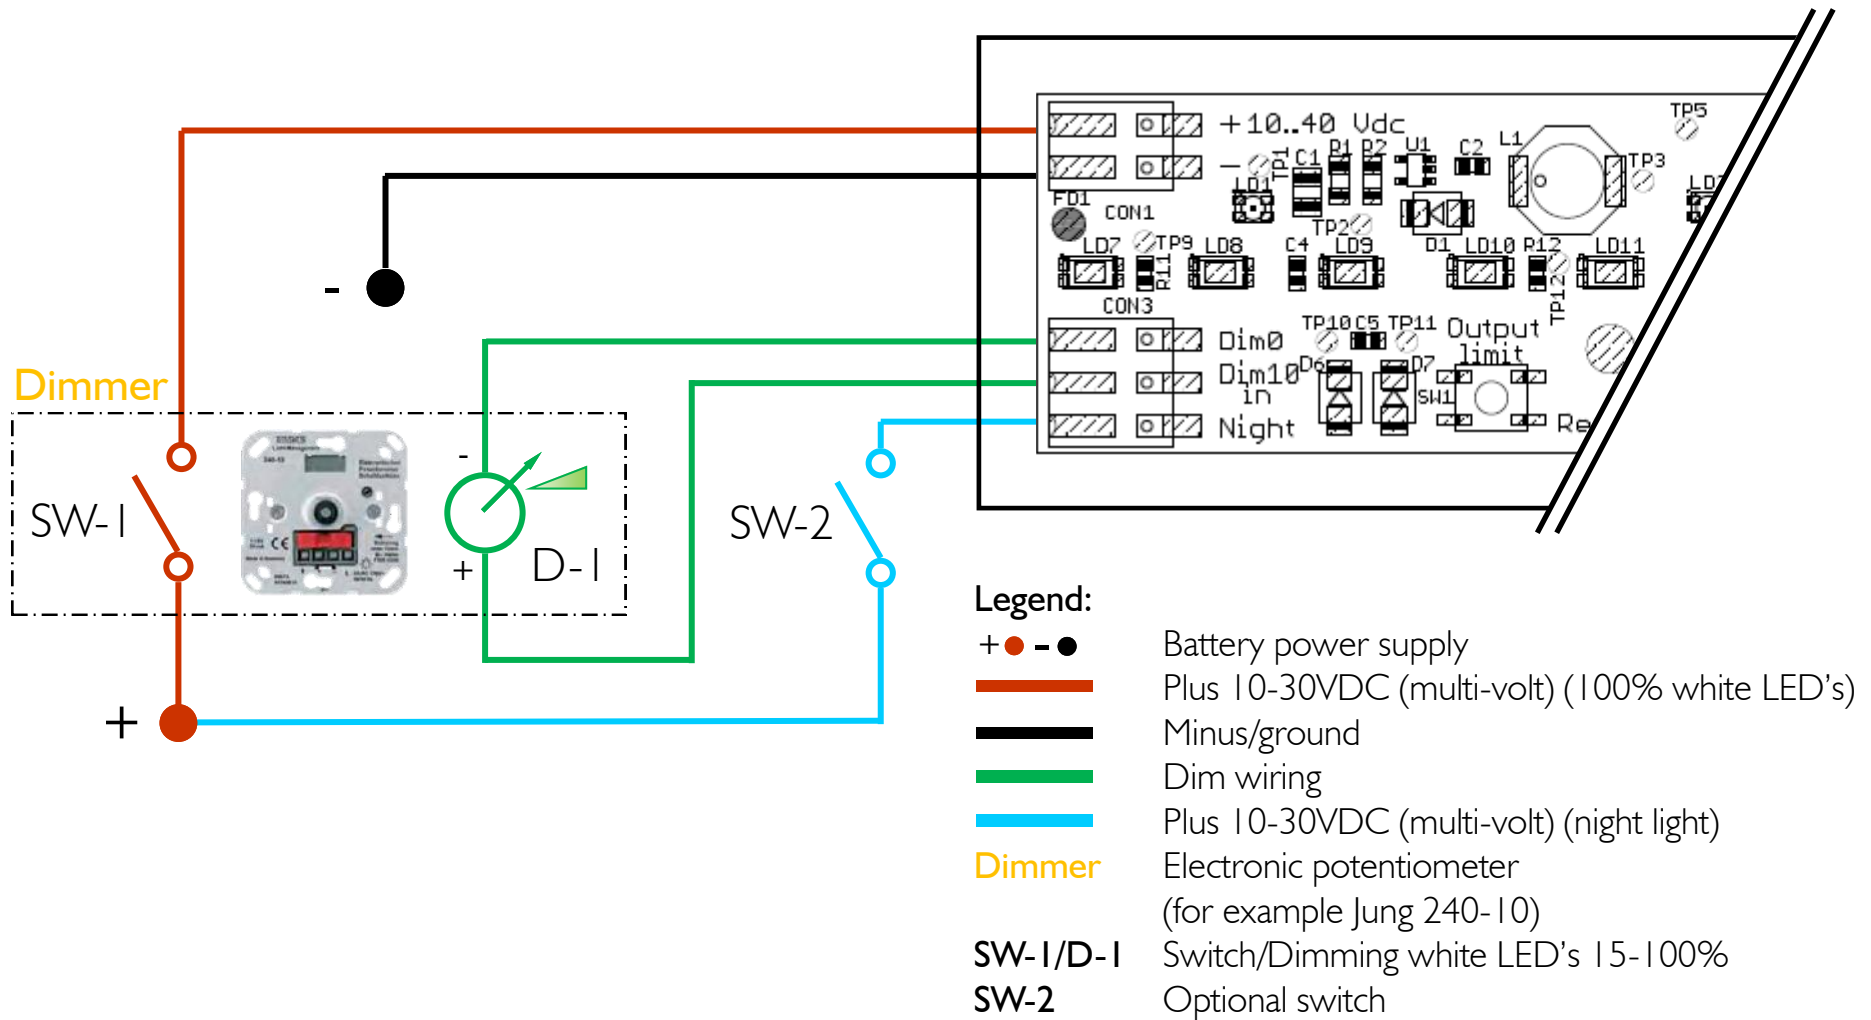 +10..40 Vdc
TP5
TP1
C1
R1
R2
U1
C2
L1
TP3
-
LD1
FD1
CON1
TP2
LD7
TP9
R11
LD8
C4
LD9
D1
LD10
R12
TP12
LD11
CON3
Dim0
TP10
C5
TP11
Output
limit
Dim10
in
D6
D7
SW1
Night
Re
-
Dimmer
SW-1
240-10
CE
-
+
D-1
SW-2
+
Legend:
+ - Battery power supply
Plus 10-30VDC (multi-volt) (100% white LED's)
Minus/ground
Dim wiring
Plus 10-30VDC (multi-volt) (night light)
Dimmer Electronic potentiometer
(for example Jung 240-10)
SW-1/D-1 Switch/Dimming white LED's 15-100%
SW-2 Optional switch